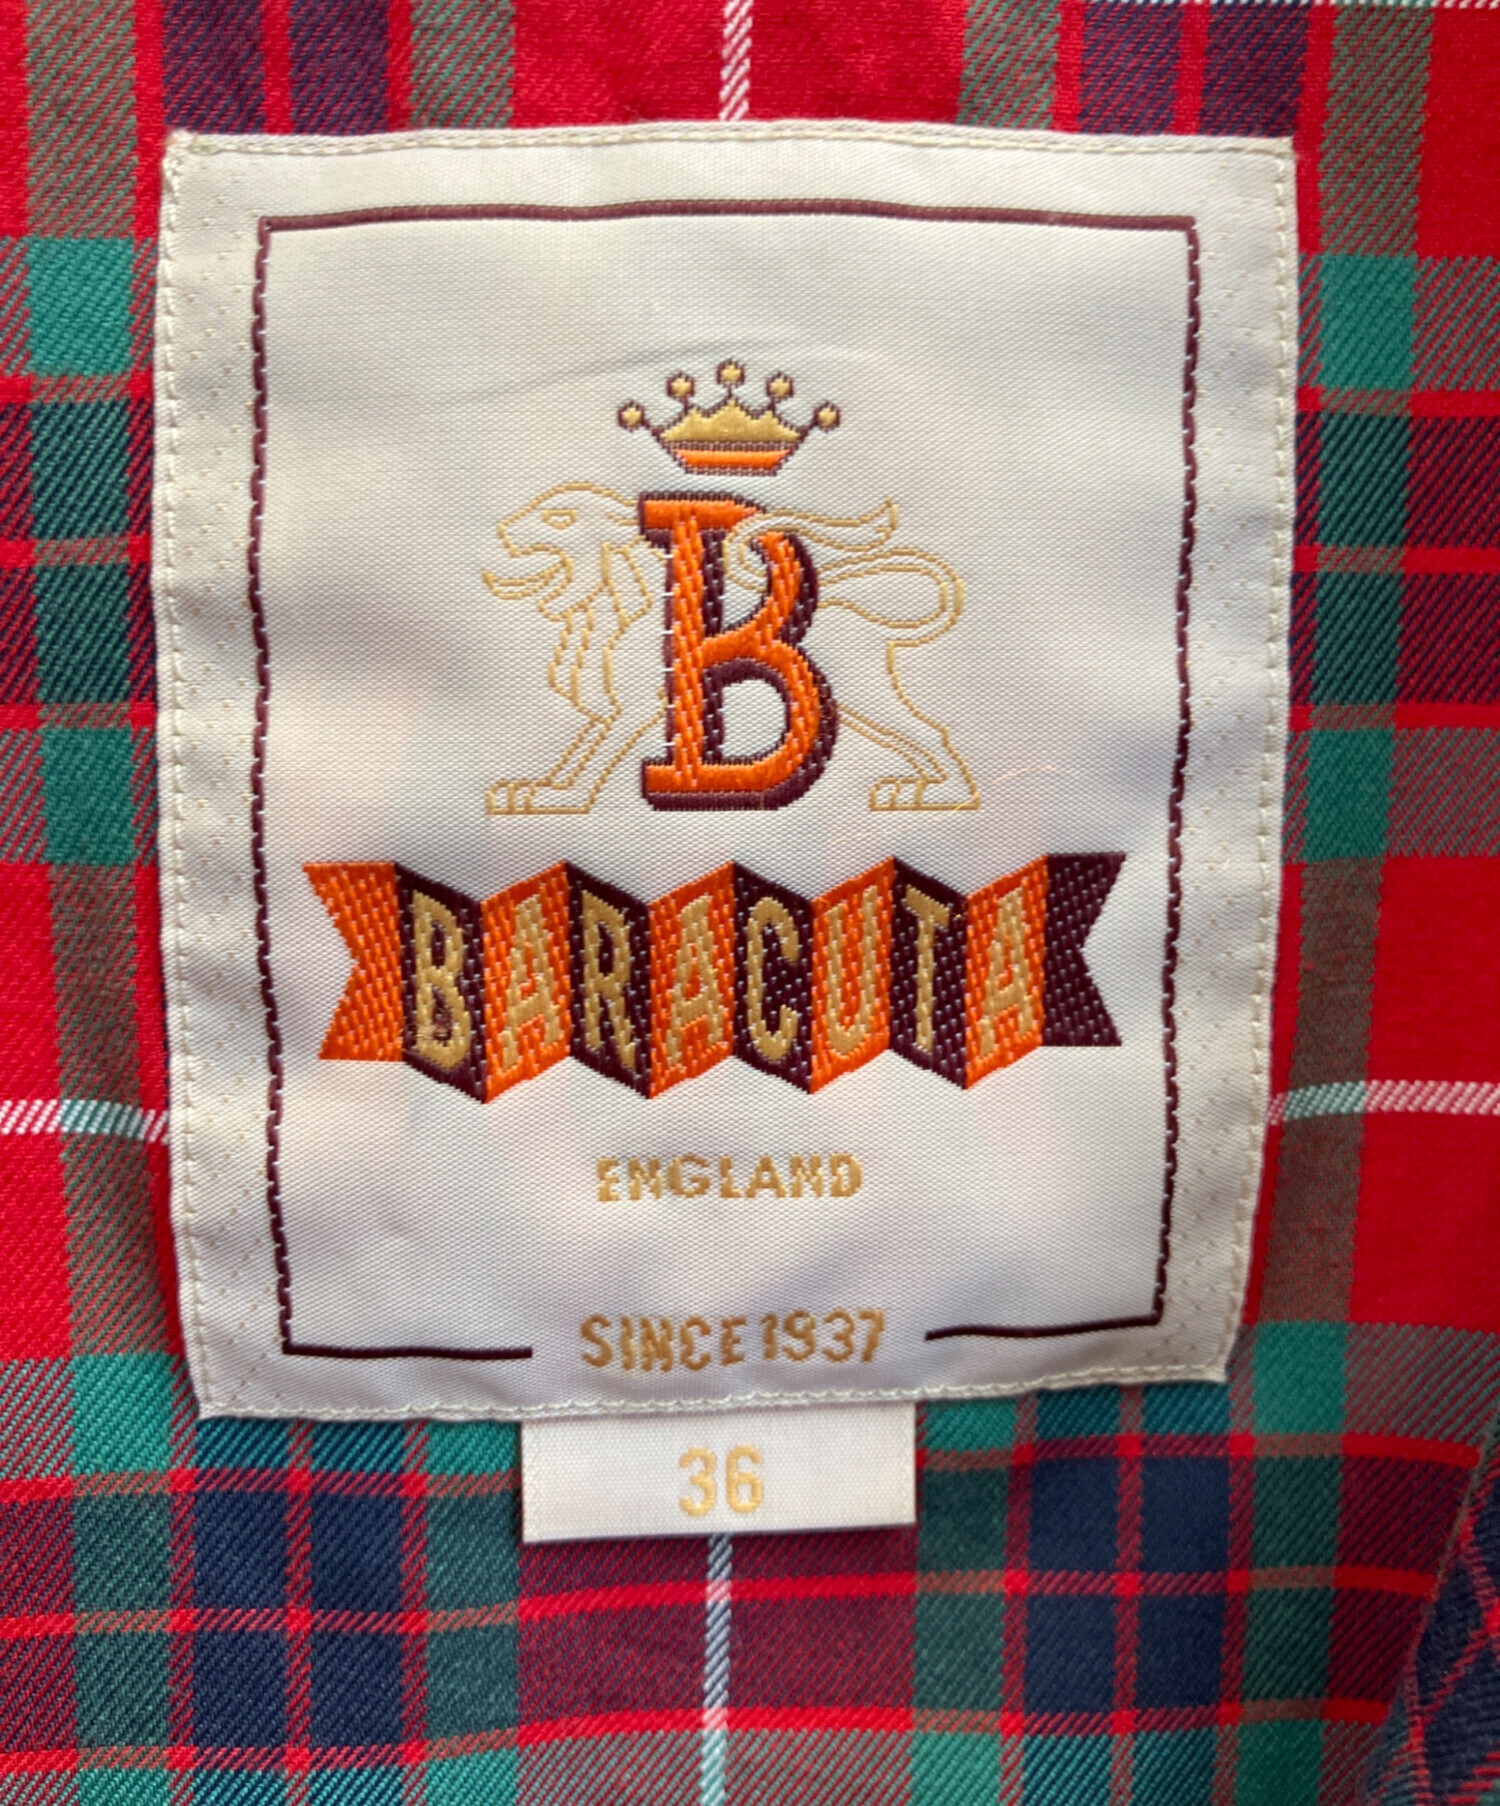 B
BARACUTA
ENGLAND
SINCE 1937
36